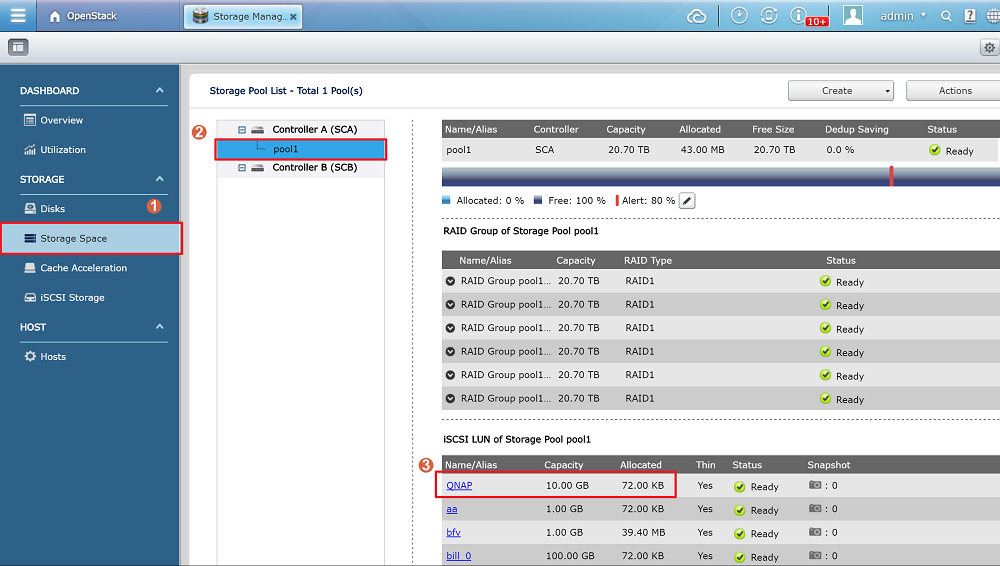 OpenStack
Storage Manag..
10+
admin
DASHBOARD
Overview
Utilization
STORAGE
Disks
1
Storage Space
Cache Acceleration
iSCSI Storage
HOST
Hosts
Storage Pool List - Total 1 Pool(s)
Create
Actions
2
Controller A (SCA)
pool1
Controller B (SCB)
Name/Alias Controller Capacity Allocated Free Size Dedup Saving Status
pool1 SCA 20.70 TB 43.00 MB 20.70 TB 0.0 % Ready
Allocated: 0 % Free: 100 % Alert: 80 %
RAID Group of Storage Pool pool1
Name/Alias Capacity RAID Type Status
RAID Group pool1... 20.70 TB RAID1 Ready
RAID Group pool1... 20.70 TB RAID1 Ready
RAID Group pool1... 20.70 TB RAID1 Ready
RAID Group pool1... 20.70 TB RAID1 Ready
RAID Group pool1... 20.70 TB RAID1 Ready
RAID Group pool1... 20.70 TB RAID1 Ready
iSCSI LUN of Storage Pool pool1
3
Name/Alias Capacity Allocated Thin Status Snapshot
QNAP 10.00 GB 72.00 KB Yes Ready : 0
aa 1.00 GB 72.00 KB Yes Ready : 0
bfv 1.00 GB 39.40 MB Yes Ready : 0
bill_0 100.00 GB 72.00 KB Yes Ready : 0